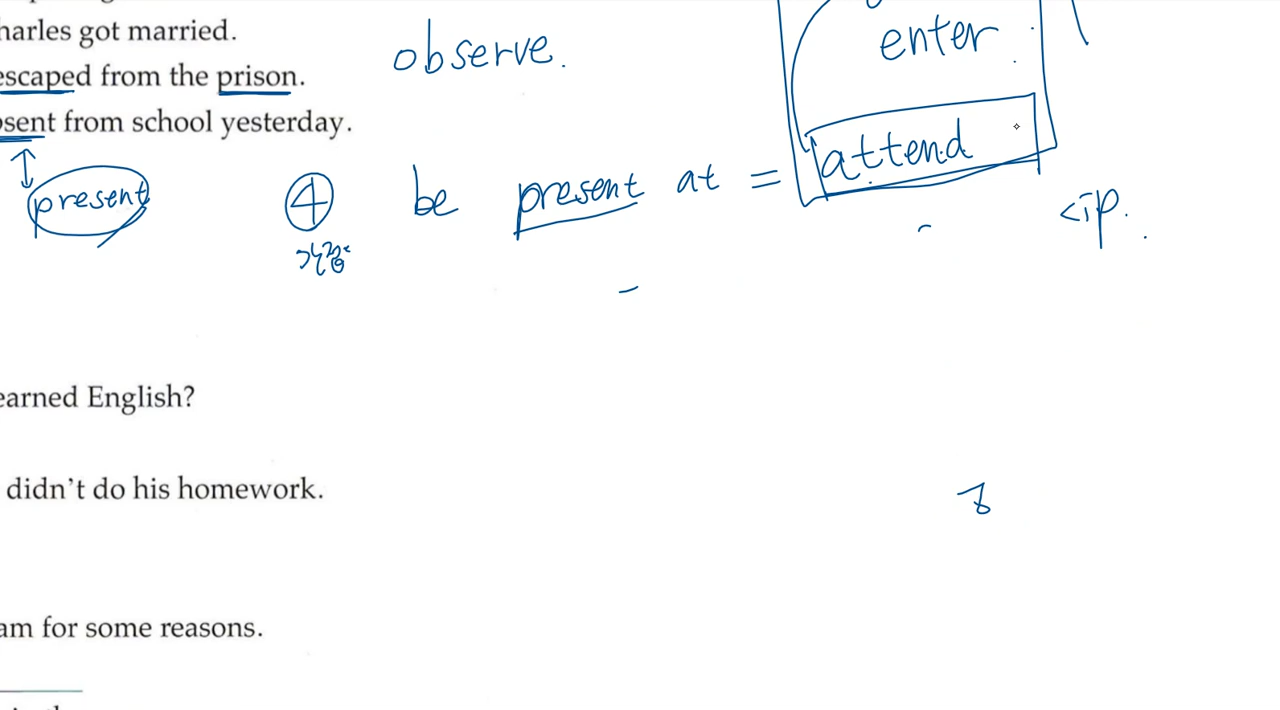 harles got married.
escaped from the prison.
sent from school yesterday.
observe.
enter
present
④ be present at = attend
earned English?
didn't do his homework.
am for some reasons.